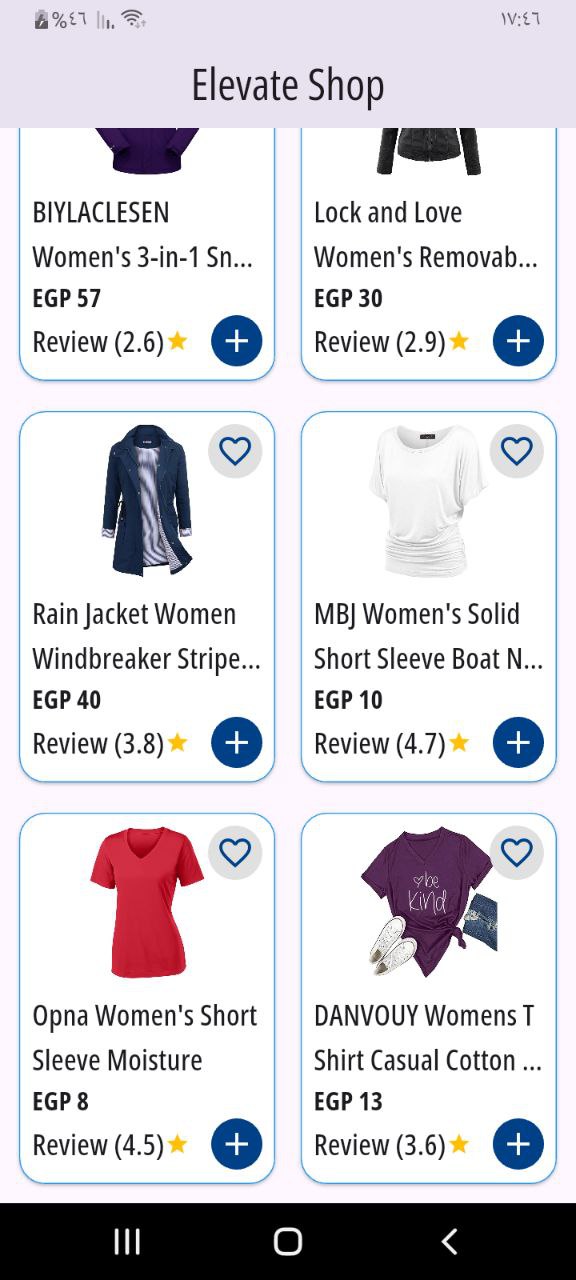 %٤٦
١٧:٤٦
Elevate Shop
BIYLACLESEN
Women's 3-in-1 Sn...
EGP 57
Review (2.6)
Lock and Love
Women's Removab...
EGP 30
Review (2.9)
Rain Jacket Women
Windbreaker Stripe...
EGP 40
Review (3.8)
MBJ Women's Solid
Short Sleeve Boat N...
EGP 10
Review (4.7)
Opna Women's Short
Sleeve Moisture
EGP 8
Review (4.5)
be
kind
DANVOUY Womens T
Shirt Casual Cotton ...
EGP 13
Review (3.6)